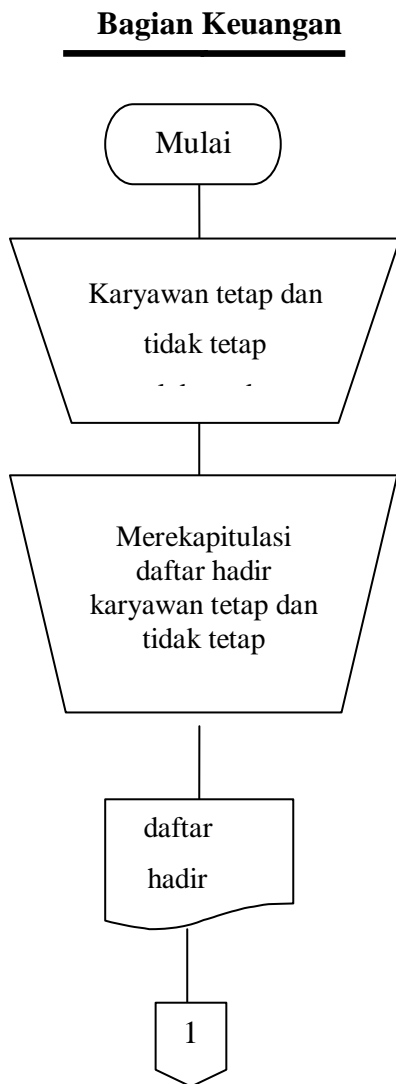 Bagian Keuangan
Mulai
Karyawan tetap dan
tidak tetap
Merekapitulasi
daftar hadir
karyawan tetap dan
tidak tetap
daftar
hadir
1